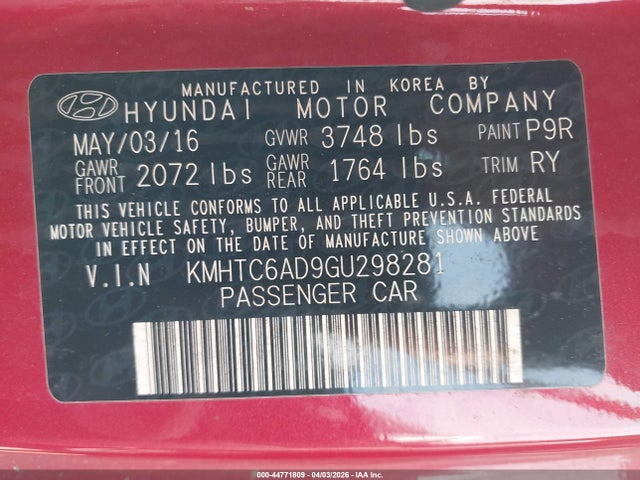 MANUFACTURED IN KOREA BY
HYUNDAI MOTOR COMPANY
MAY/03/16 GVWR 3748 lbs PAINT P9R
GAWR FRONT 2072 lbs GAWR REAR 1764 lbs TRIM RY
THIS VEHICLE CONFORMS TO ALL APPLICABLE U.S.A. FEDERAL
MOTOR VEHICLE SAFETY, BUMPER, AND THEFT PREVENTION STANDARDS
IN EFFECT ON THE DATE OF MANUFACTURE SHOWN ABOVE.
V.I.N KMHTC6AD9GU298281
PASSENGER CAR
000-44771809 - 04/03/2026 - IAA Inc.